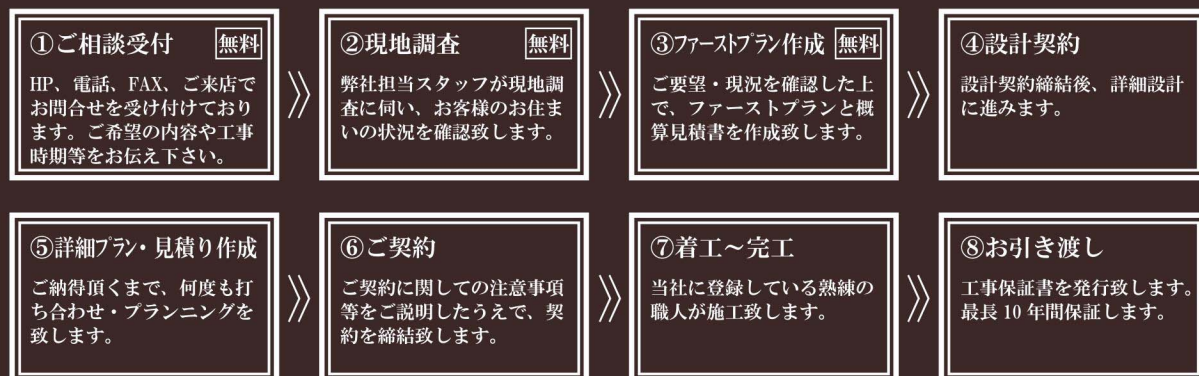 ①ご相談受付 無料
HP、電話、FAX、ご来店で
お問合せを受け付けており
ます。ご希望の内容や工事
時期等をお伝え下さい。
②現地調査 無料
弊社担当スタッフが現地調
査に伺い、お客様のお住ま
いの状況を確認致します。
③ファーストプラン作成 無料
ご要望・現況を確認した上
で、ファーストプランと概
算見積書を作成致します。
④設計契約
設計契約締結後、詳細設計
に進みます。
⑤詳細プラン・見積り作成
ご納得頂くまで、何度も打
ち合わせ・プランニングを
致します。
⑥ご契約
ご契約に関しての注意事項
等をご説明したうえで、契
約を締結致します。
⑦着工～完工
当社に登録している熟練の
職人が施工致します。
⑧お引き渡し
工事保証書を発行致します。
最長 10 年間保証します。